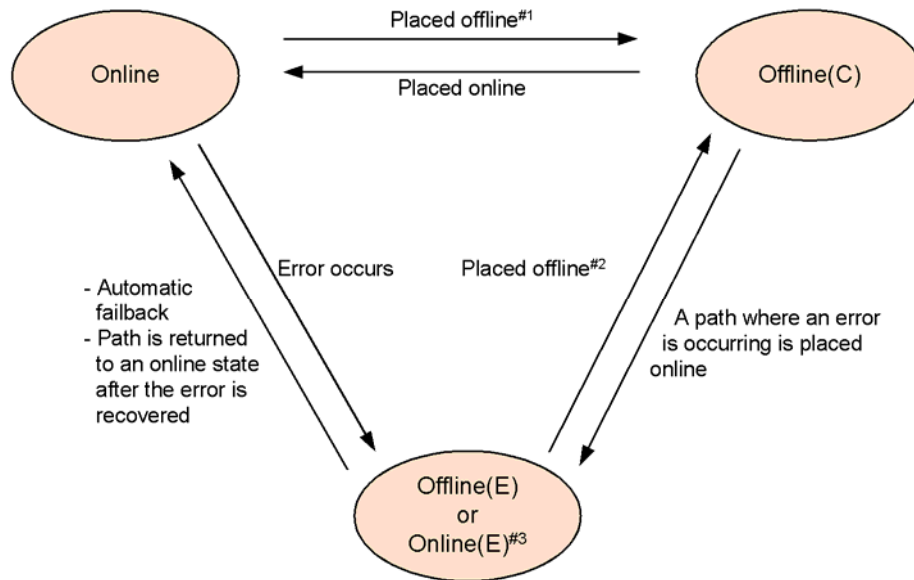 Placed offline#1
Online
Offline(C)
Placed online
Error occurs
Placed offline#2
- Automatic
failback
- Path is returned
to an online state
after the error is
recovered
A path where an error
is occurring is placed
online
Offline(E)
or
Online(E)#3